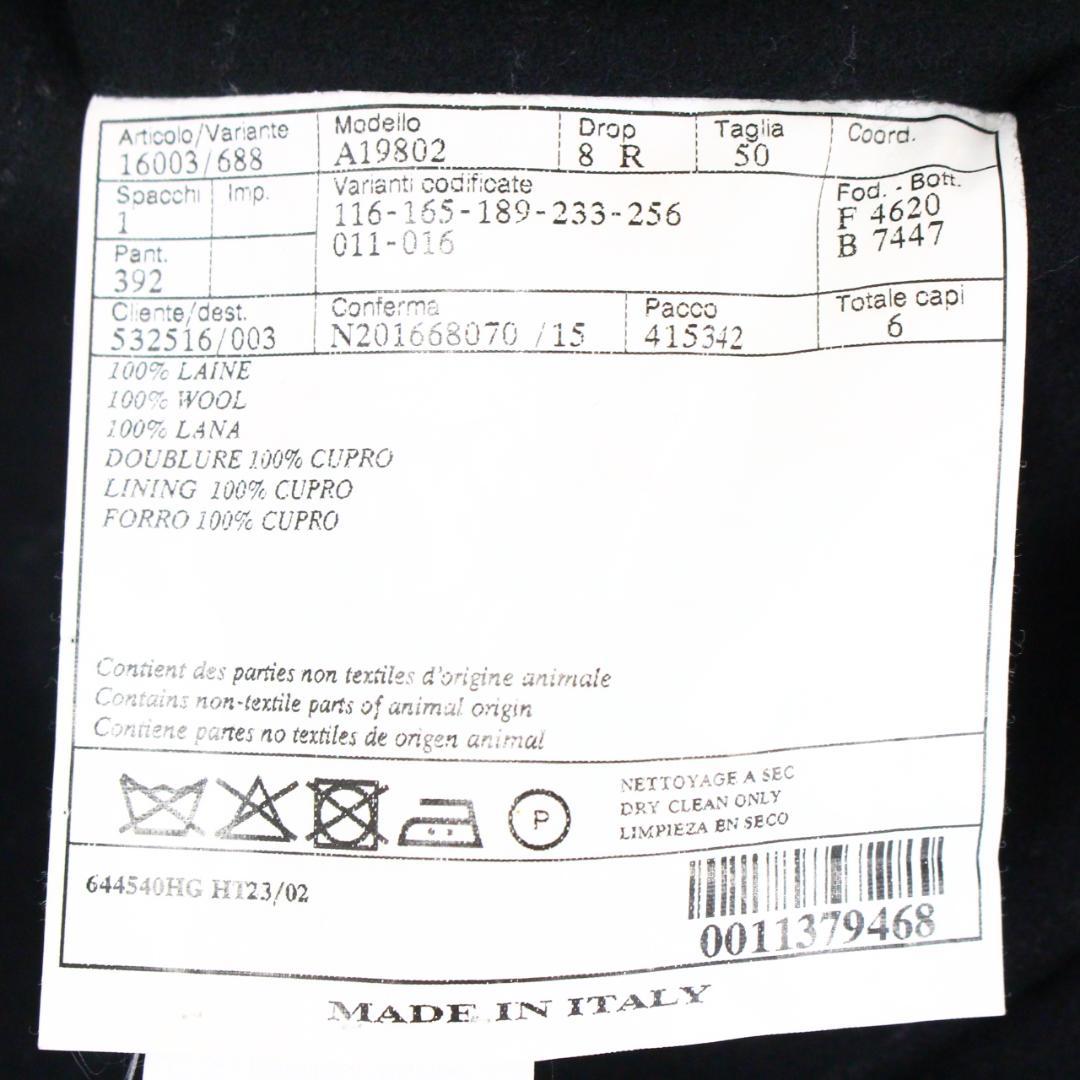 Articolo/Variante Modello Drop Taglia Coord.
16003/688 A19802 8 R 50
Spacchi Imp. Varianti codificate Fod. - Bott.
1 116-165-189-233-256 F 4620
011-016 B 7447
Pant.
392
Cliente/dest. Conferma Pacco Totale capi
532516/003 N201668070 /15 415342 6
100% LAINE
100% WOOL
100% LANA
DOUBLURE 100% CUPRO
LINING 100% CUPRO
FORRO 100% CUPRO
Contient des parties non textiles d'origine animale
Contains non-textile parts of animal origin
Contiene partes no textiles de origen animal
P
NETTOYAGE A SEC
DRY CLEAN ONLY
LIMPIEZA EN SECO
644540HG HT23/02
0011379468
MADE IN ITALY